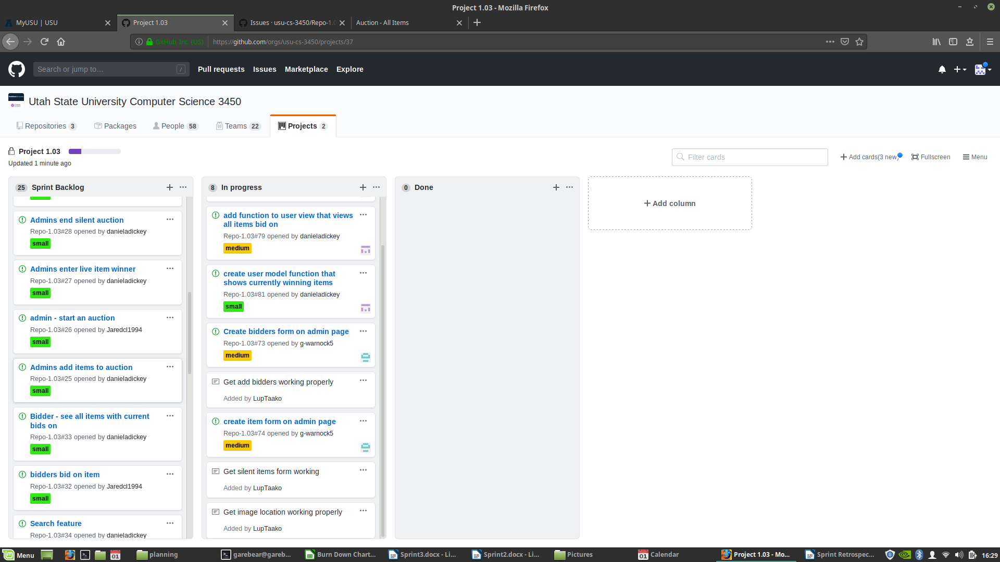 Project 1.03 - Mozilla Firefox
MyUSU | USU
Project 1.03
Issues · usu-cs-3450/Repo-1.0
Auction - All Items
GitHub, Inc. (US)
https://github.com/orgs/usu-cs-3450/projects/37
Search or jump to…
/
Pull requests
Issues
Marketplace
Explore
Utah State University Computer Science 3450
Repositories 3
Packages
People 58
Teams 22
Projects 2
Project 1.03
Updated 1 minute ago
Filter cards
Add cards(3 new)
Fullscreen
Menu
25 Sprint Backlog
Admins end silent auction
Repo-1.03#28 opened by danieladickey
small
Admins enter live item winner
Repo-1.03#27 opened by danieladickey
small
admin - start an auction
Repo-1.03#26 opened by Jaredcl1994
small
Admins add items to auction
Repo-1.03#25 opened by danieladickey
small
Bidder - see all items with current
bids on
Repo-1.03#33 opened by danieladickey
small
bidders bid on item
Repo-1.03#32 opened by Jaredcl1994
small
Search feature
Repo-1.03#34 opened by danieladickey
8 In progress
add function to user view that views
all items bid on
Repo-1.03#79 opened by danieladickey
medium
create user model function that
shows currently winning items
Repo-1.03#81 opened by danieladickey
small
Create bidders form on admin page
Repo-1.03#73 opened by g-warnock5
medium
Get add bidders working properly
Added by LupTaako
create item form on admin page
Repo-1.03#74 opened by g-warnock5
medium
Get silent items form working
Added by LupTaako
Get image location working properly
Added by LupTaako
0 Done
Add column
Menu
01
planning
garebear@gareb...
Burn Down Chart...
Sprint3.docx - Li...
Sprint2.docx - Li...
Pictures
01 Calendar
Project 1.03 - Mo...
Sprint Retrospec...
16:29